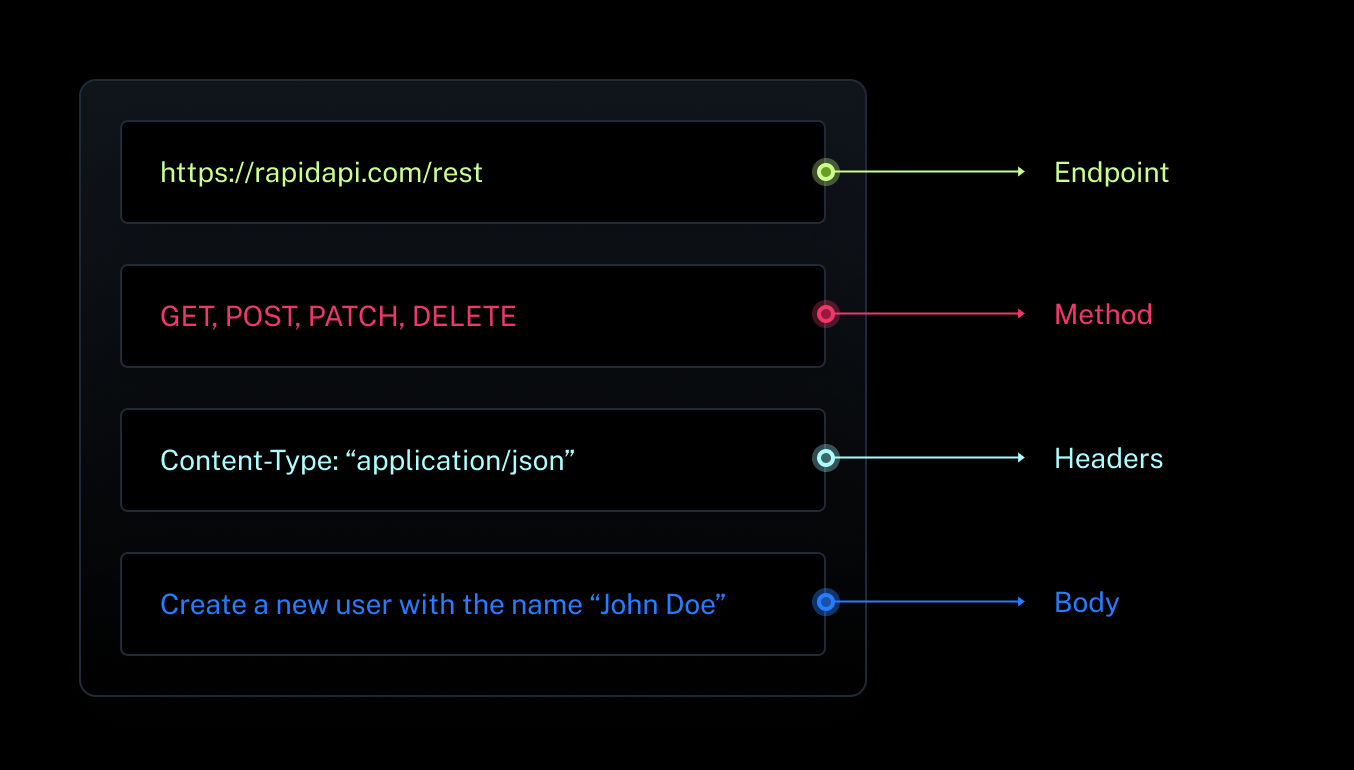 https://rapidapi.com/rest
Endpoint
GET, POST, PATCH, DELETE
Method
Content-Type: “application/json”
Headers
Create a new user with the name “John Doe”
Body